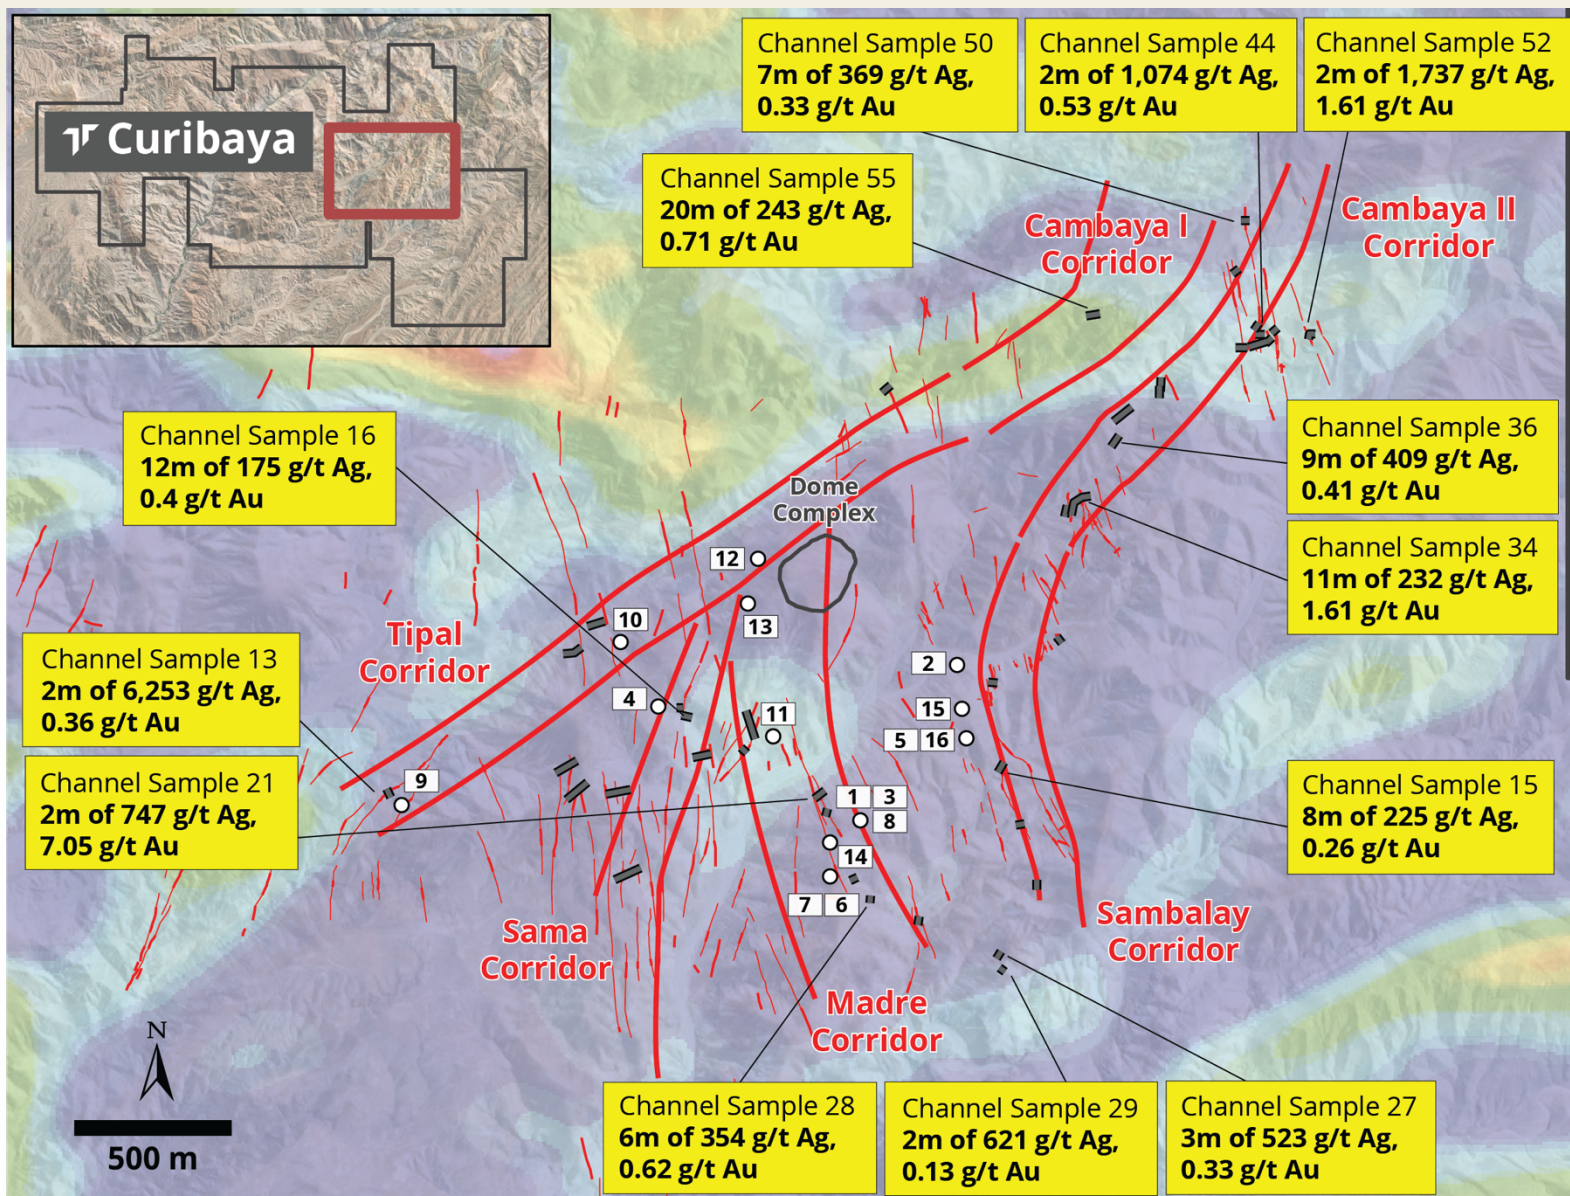 Curibaya
Channel Sample 50
7m of 369 g/t Ag,
0.33 g/t Au
Channel Sample 44
2m of 1,074 g/t Ag,
0.53 g/t Au
Channel Sample 52
2m of 1,737 g/t Ag,
1.61 g/t Au
Channel Sample 55
20m of 243 g/t Ag,
0.71 g/t Au
Cambaya I
Corridor
Cambaya II
Corridor
Channel Sample 16
12m of 175 g/t Ag,
0.4 g/t Au
Channel Sample 36
9m of 409 g/t Ag,
0.41 g/t Au
Dome
Complex
Channel Sample 34
11m of 232 g/t Ag,
1.61 g/t Au
12
10
13
Tipal
Corridor
2
Channel Sample 13
2m of 6,253 g/t Ag,
0.36 g/t Au
4
11
15
5 16
9
Channel Sample 21
2m of 747 g/t Ag,
7.05 g/t Au
1 3
8
Channel Sample 15
8m of 225 g/t Ag,
0.26 g/t Au
14
7 6
Sama
Corridor
Sambalay
Corridor
Madre
Corridor
N
500 m
Channel Sample 28
6m of 354 g/t Ag,
0.62 g/t Au
Channel Sample 29
2m of 621 g/t Ag,
0.13 g/t Au
Channel Sample 27
3m of 523 g/t Ag,
0.33 g/t Au